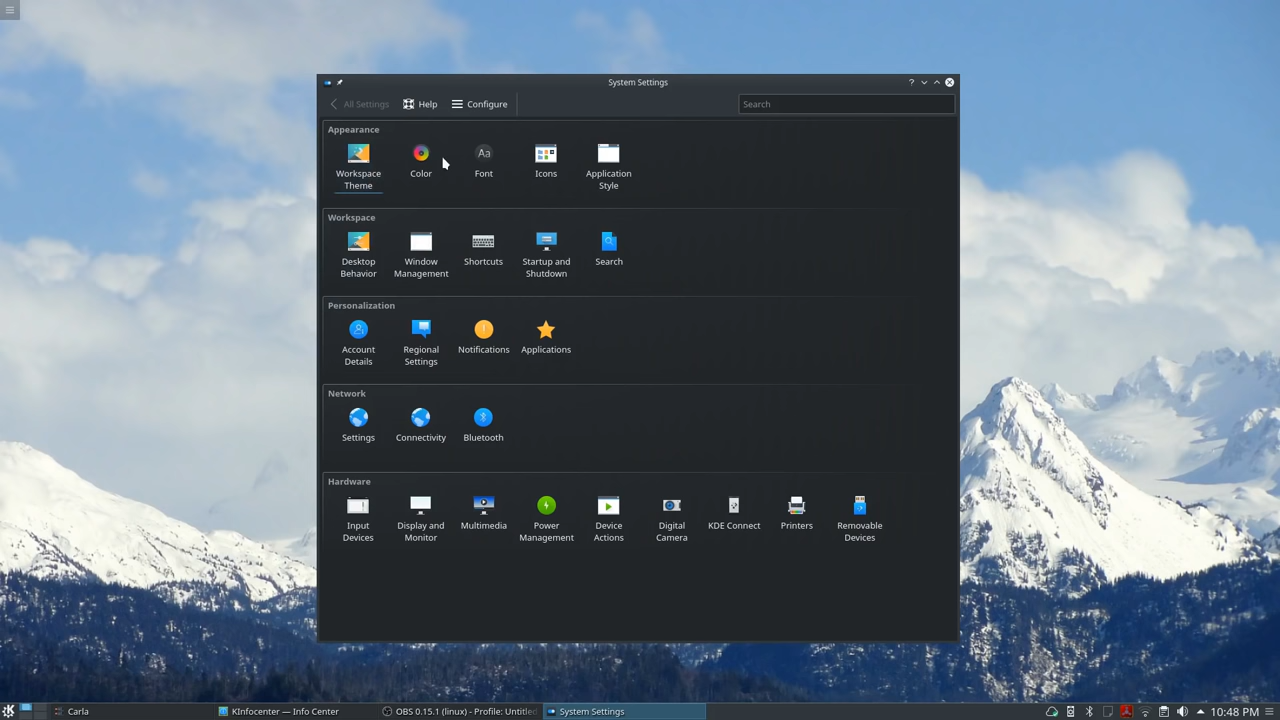 System Settings
?
All Settings
Help
Configure
Search
Appearance
Workspace
Theme
Color
Aa
Font
Icons
Application
Style
Workspace
Desktop
Behavior
Window
Management
Shortcuts
Startup and
Shutdown
Search
Personalization
Account
Details
Regional
Settings
Notifications
Applications
Network
Settings
Connectivity
Bluetooth
Hardware
Input
Devices
Display and
Monitor
Multimedia
Power
Management
Device
Actions
Digital
Camera
KDE Connect
Printers
Removable
Devices
Carla
KInfocenter — Info Center
OBS 0.15.1 (linux) - Profile: Untitled
System Settings
10:48 PM